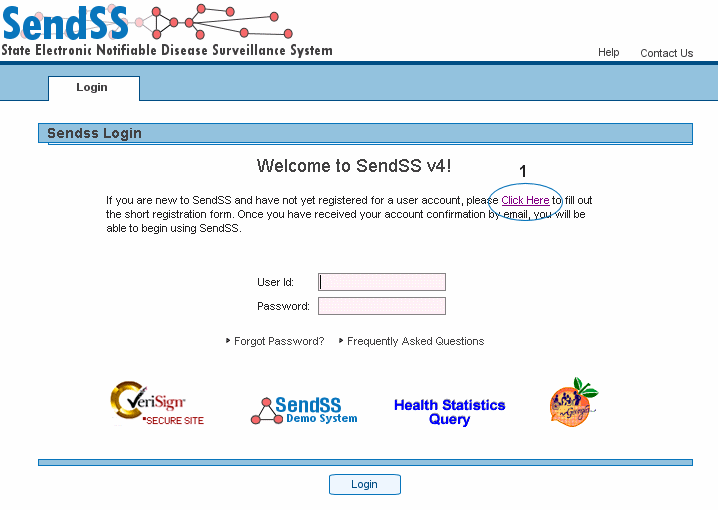 SendSS
State Electronic Notifiable Disease Surveillance System
Help
Contact Us
Login
Sendss Login
Welcome to SendSS v4!
1
If you are new to SendSS and have not yet registered for a user account, please Click Here to fill out
the short registration form. Once you have received your account confirmation by email, you will be
able to begin using SendSS.
User Id:
Password:
Forgot Password?
Frequently Asked Questions
VeriSign
SECURE SITE
SendSS
Demo System
Health Statistics
Query
Georgia
Login